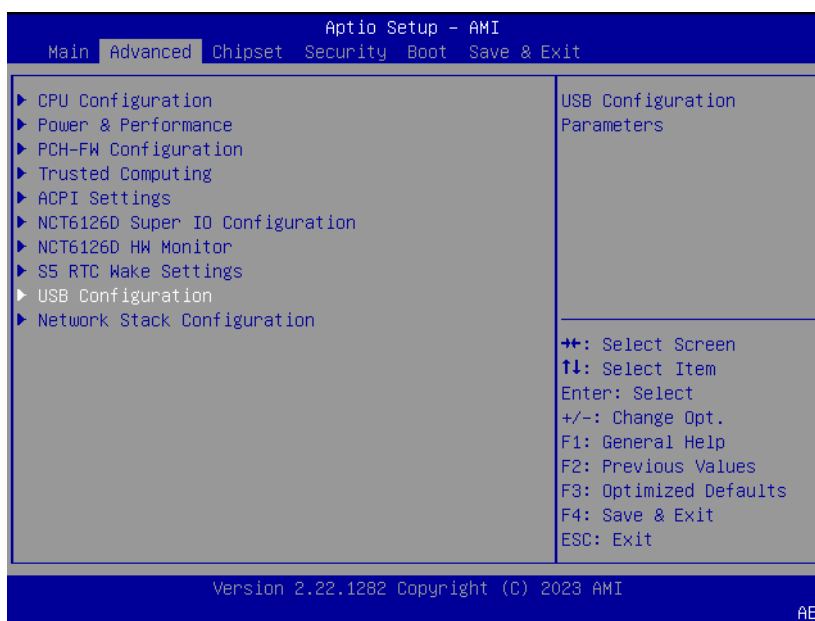 Aptio Setup – AMI
Main Advanced Chipset Security Boot Save & Exit
CPU Configuration
Power & Performance
PCH-FW Configuration
Trusted Computing
ACPI Settings
NCT6126D Super IO Configuration
NCT6126D HW Monitor
S5 RTC Wake Settings
USB Configuration
Network Stack Configuration
USB Configuration
Parameters
→←: Select Screen
↑↓: Select Item
Enter: Select
+/-: Change Opt.
F1: General Help
F2: Previous Values
F3: Optimized Defaults
F4: Save & Exit
ESC: Exit
Version 2.22.1282 Copyright (C) 2023 AMI
AB